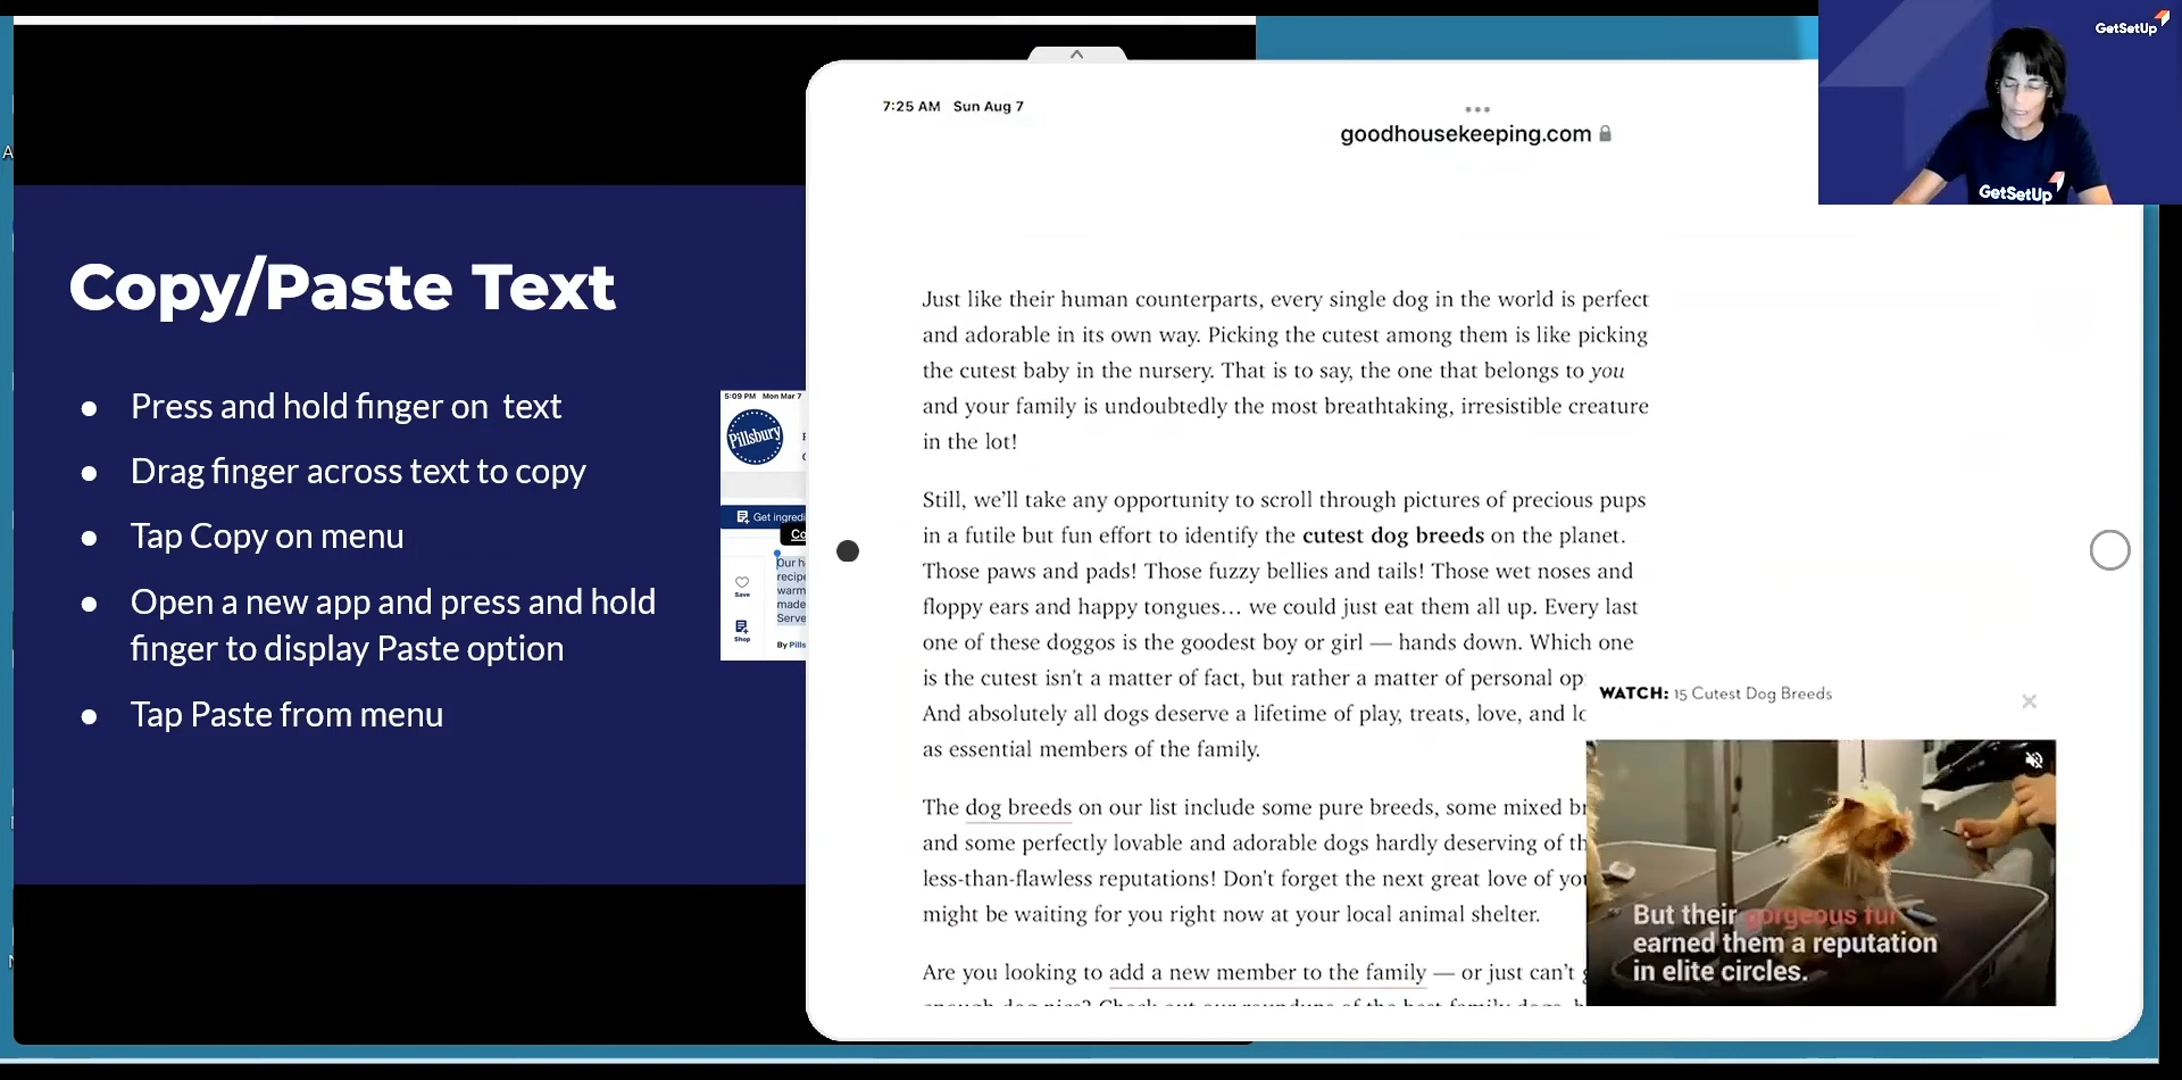 Copy/Paste Text
● Press and hold finger on text
● Drag finger across text to copy
● Tap Copy on menu
● Open a new app and press and hold
finger to display Paste option
● Tap Paste from menu
5:09 PM Mon Mar 7
Pillsbury
Get ingredi
Co
Save
Shop
Our h
recipe
warm
made
Serve
By Pills
7:25 AM Sun Aug 7
goodhousekeeping.com
Just like their human counterparts, every single dog in the world is perfect
and adorable in its own way. Picking the cutest among them is like picking
the cutest baby in the nursery. That is to say, the one that belongs to you
and your family is undoubtedly the most breathtaking, irresistible creature
in the lot!
Still, we’ll take any opportunity to scroll through pictures of precious pups
in a futile but fun effort to identify the cutest dog breeds on the planet.
Those paws and pads! Those fuzzy bellies and tails! Those wet noses and
floppy ears and happy tongues… we could just eat them all up. Every last
one of these doggos is the goodest boy or girl — hands down. Which one
is the cutest isn't a matter of fact, but rather a matter of personal op
And absolutely all dogs deserve a lifetime of play, treats, love, and lo
as essential members of the family.
The dog breeds on our list include some pure breeds, some mixed br
and some perfectly lovable and adorable dogs hardly deserving of th
less-than-flawless reputations! Don't forget the next great love of you
might be waiting for you right now at your local animal shelter.
Are you looking to add a new member to the family — or just can’t g
WATCH: 15 Cutest Dog Breeds
But their gorgeous fur
earned them a reputation
in elite circles.
GetSetUp
GetSetUp